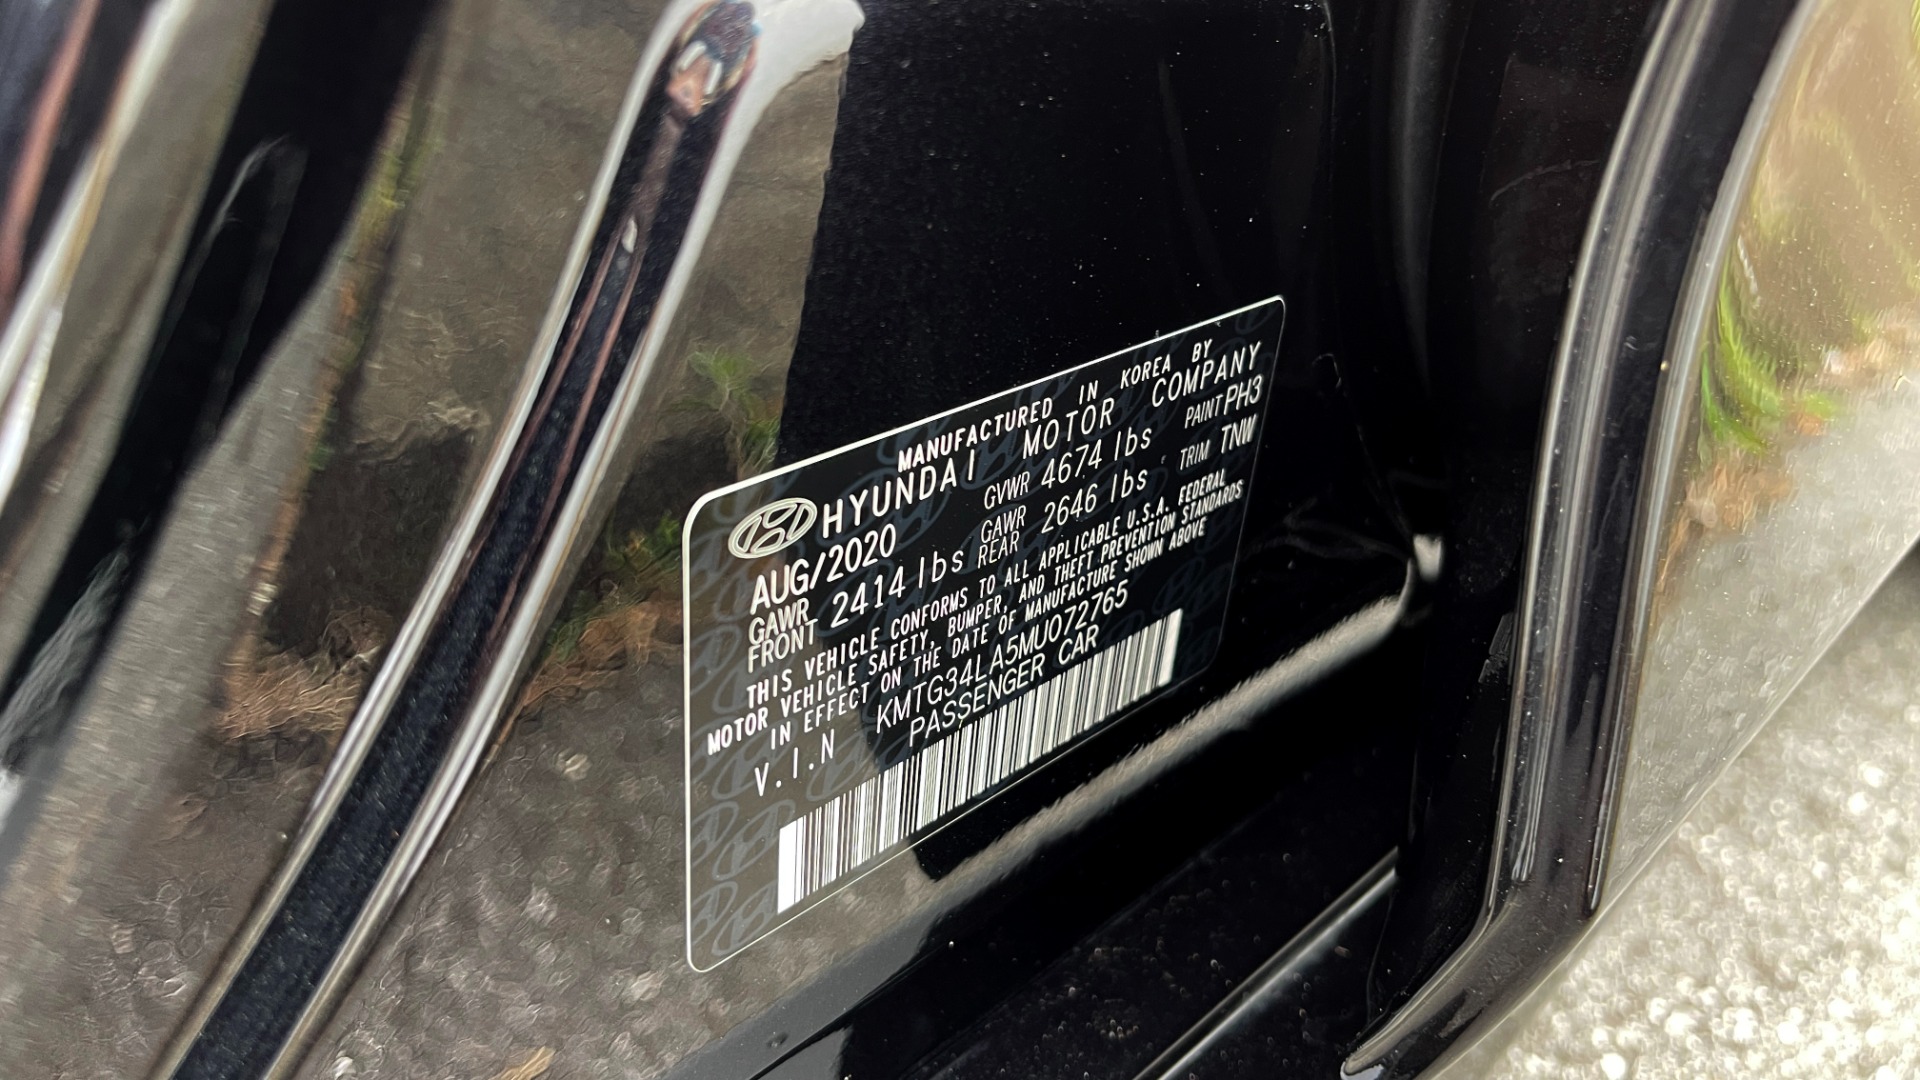 MANUFACTURED IN KOREA BY
HYUNDAI MOTOR COMPANY
AUG/2020 GVWR 4674 lbs PAINT PH3
GAWR FRONT 2414 lbs GAWR REAR 2646 lbs TRIM TNW
THIS VEHICLE CONFORMS TO ALL APPLICABLE U.S.A. FEDERAL
MOTOR VEHICLE SAFETY, BUMPER, AND THEFT PREVENTION STANDARDS
IN EFFECT ON THE DATE OF MANUFACTURE SHOWN ABOVE
V.I.N KMTG34LA5MU072765
PASSENGER CAR